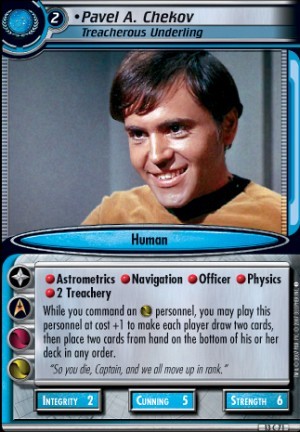 2 •Pavel A. Chekov
Treacherous Underling
Human
•Astrometrics •Navigation •Officer •Physics
•2 Treachery
While you command an personnel, you may play this
personnel at cost +1 to make each player draw two cards,
then place two cards from hand on the bottom of his or her
deck in any order.
"So you die, Captain, and we all move up in rank."
Integrity 2 Cunning 5 Strength 6